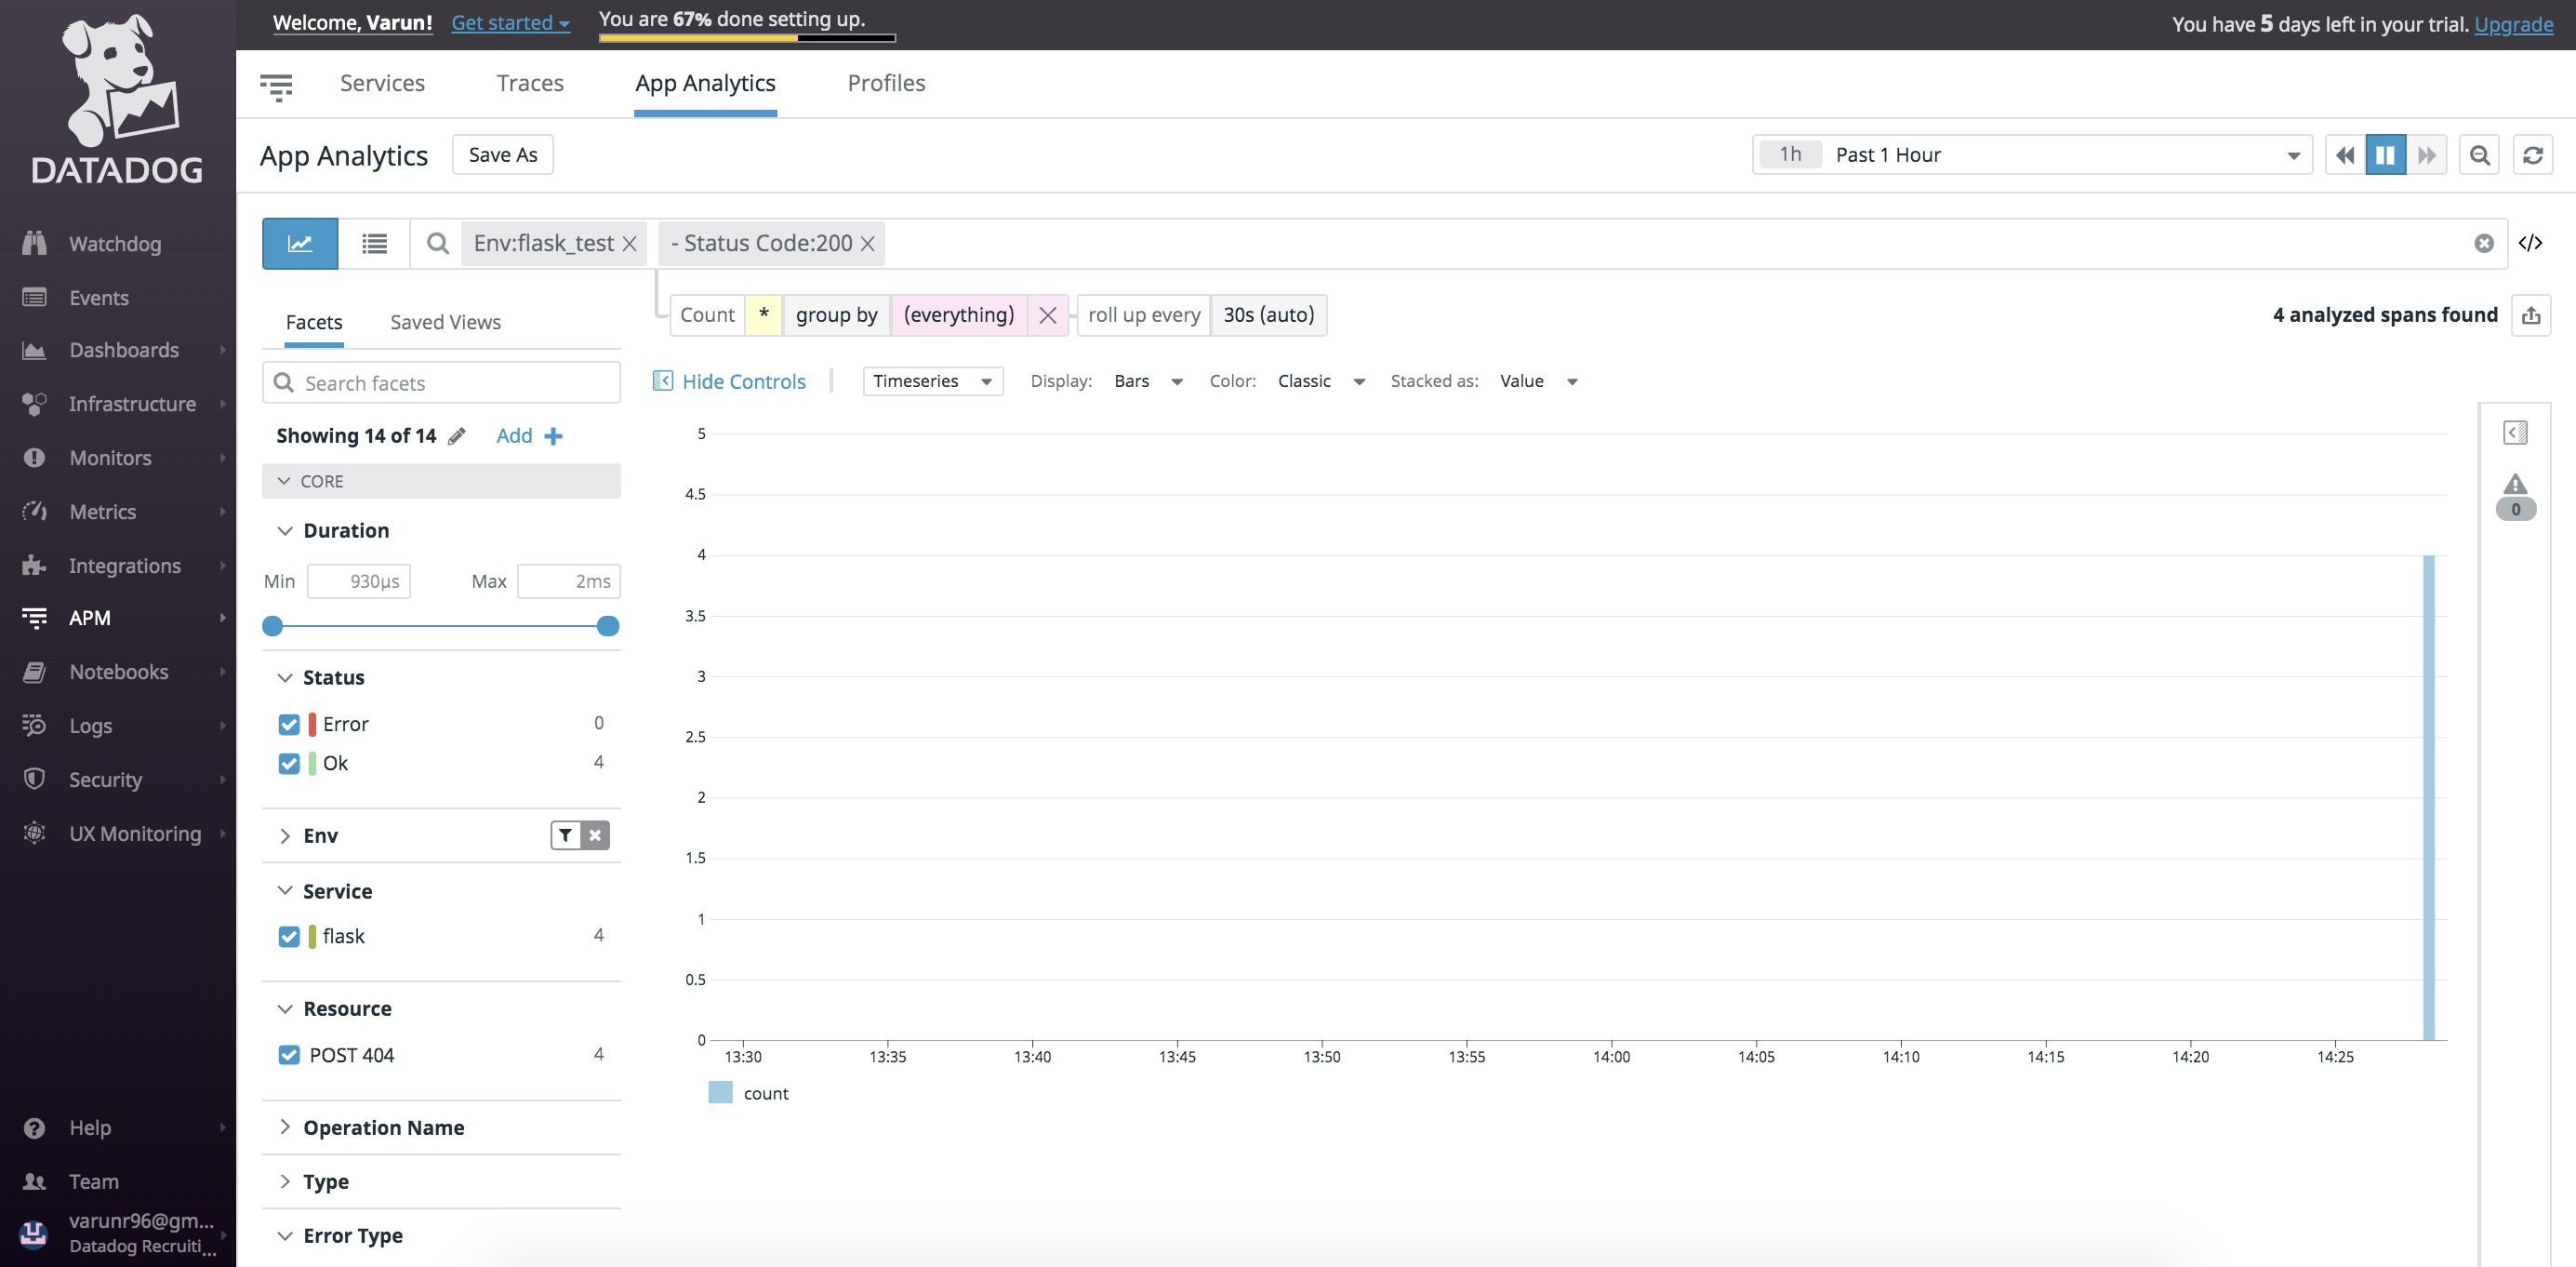 Welcome, Varun! Get started You are 67% done setting up. You have 5 days left in your trial. Upgrade
DATADOG
Watchdog
Events
Dashboards
Infrastructure
Monitors
Metrics
Integrations
APM
Notebooks
Logs
Security
UX Monitoring
Help
Team
varunr96@gm...
Datadog Recruiti...
Services Traces App Analytics Profiles
App Analytics Save As 1h Past 1 Hour
Env:flask_test - Status Code:200 </>
Count * group by (everything) roll up every 30s (auto) 4 analyzed spans found
Facets Saved Views
Search facets
Showing 14 of 14 Add
CORE
Duration
Min 930µs Max 2ms
Status
Error 0
Ok 4
Env
Service
flask 4
Resource
POST 404 4
Operation Name
Type
Error Type
Hide Controls Timeseries Display: Bars Color: Classic Stacked as: Value
5
4.5
4
3.5
3
2.5
2
1.5
1
0.5
0
13:30 13:35 13:40 13:45 13:50 13:55 14:00 14:05 14:10 14:15 14:20 14:25
count
0